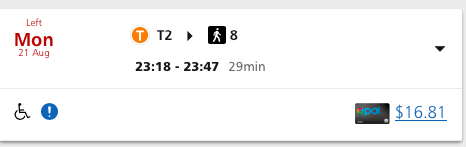 Left
Mon
21 Aug
T T2 8
23:18 - 23:47 29min
! opal $16.81